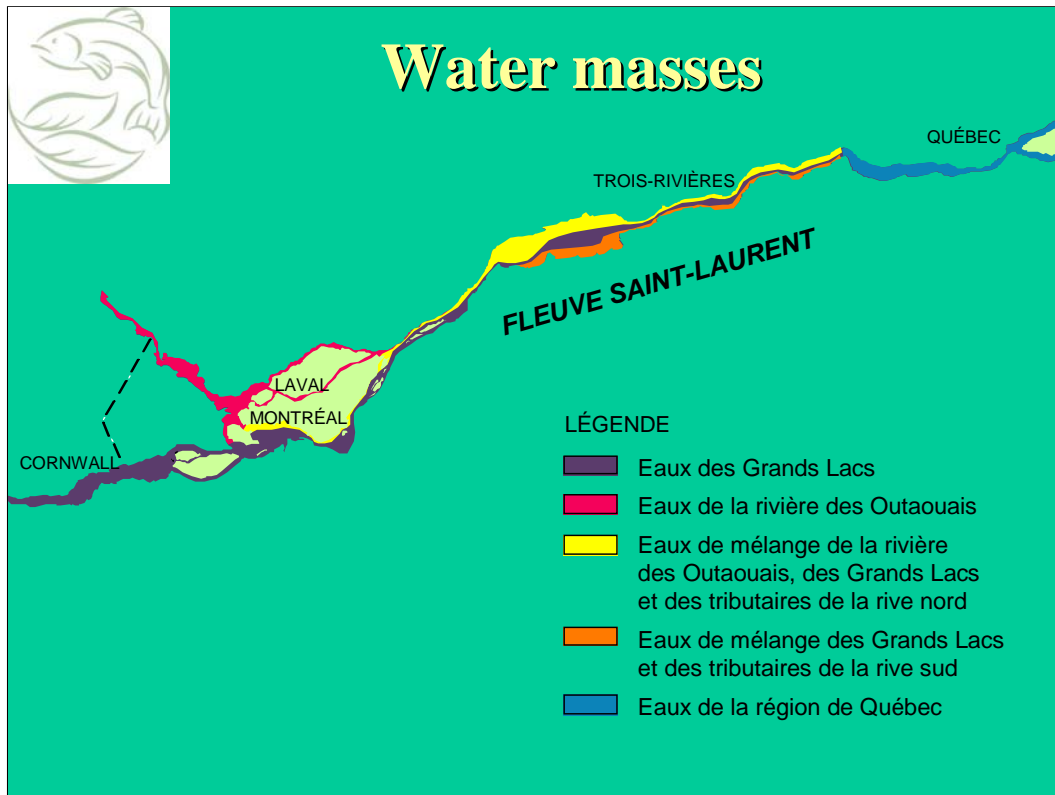 Water masses
QUÉBEC
TROIS-RIVIÈRES
FLEUVE SAINT-LAURENT
LAVAL
MONTRÉAL
CORNWALL
LÉGENDE
Eaux des Grands Lacs
Eaux de la rivière des Outaouais
Eaux de mélange de la rivière
des Outaouais, des Grands Lacs
et des tributaires de la rive nord
Eaux de mélange des Grands Lacs
et des tributaires de la rive sud
Eaux de la région de Québec